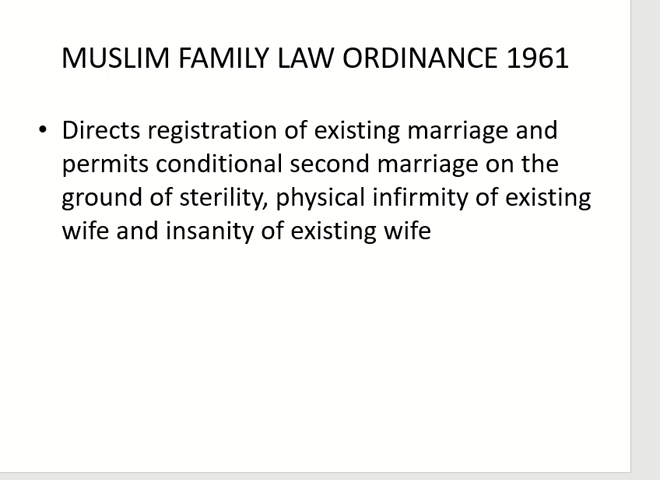 MUSLIM FAMILY LAW ORDINANCE 1961
• Directs registration of existing marriage and
permits conditional second marriage on the
ground of sterility, physical infirmity of existing
wife and insanity of existing wife